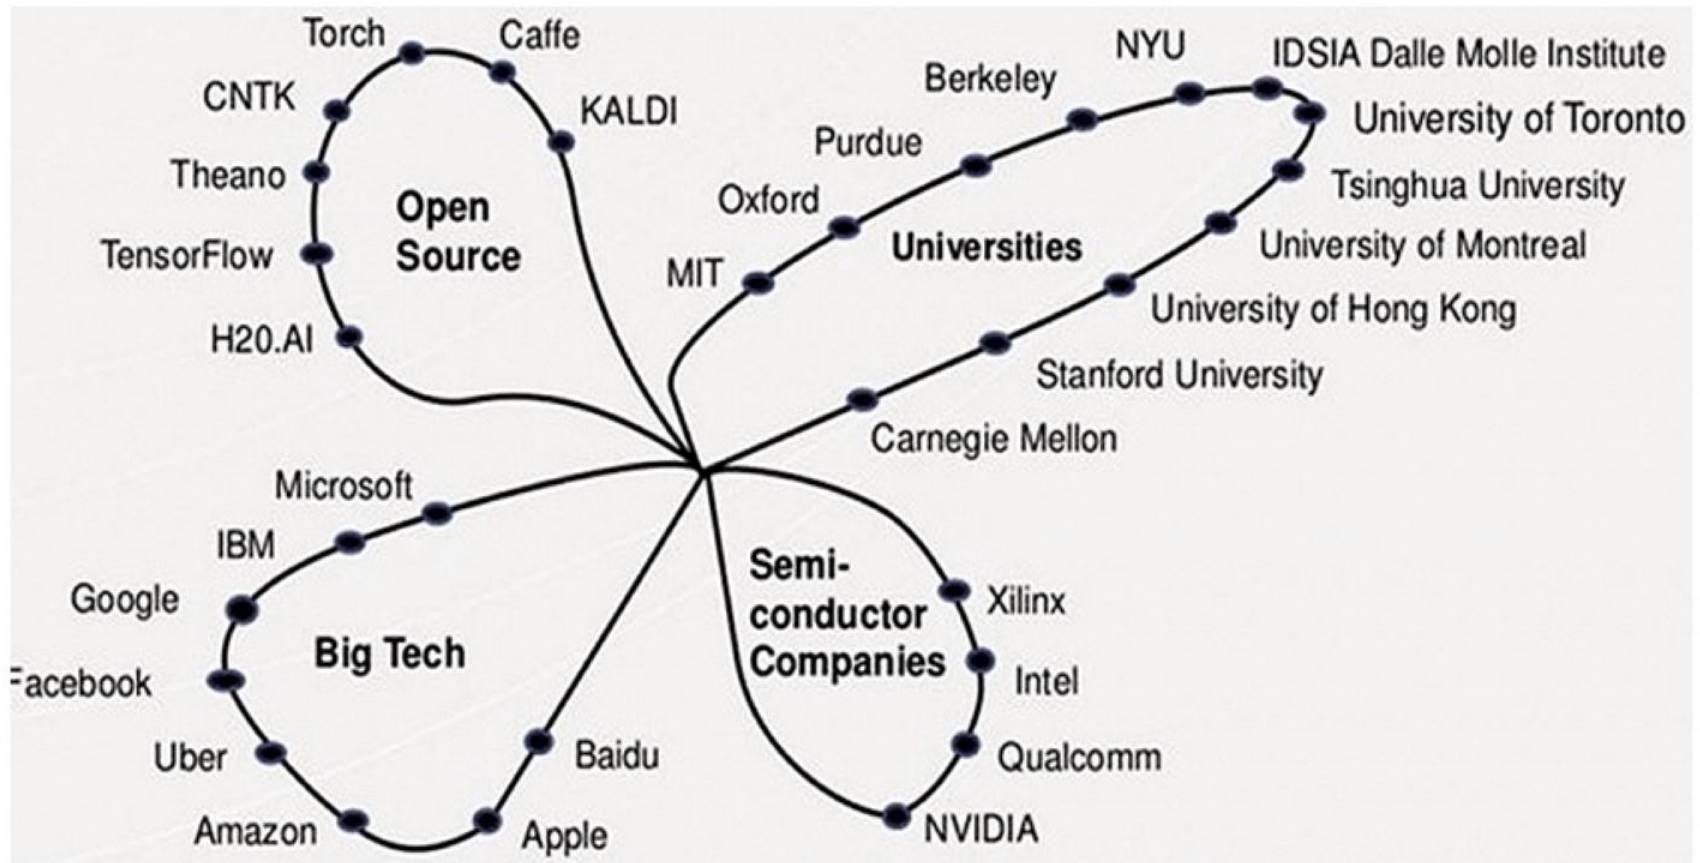 Torch
Caffe
CNTK
KALDI
Theano
Open
Source
TensorFlow
H20.AI
NYU
IDSIA Dalle Molle Institute
Berkeley
University of Toronto
Purdue
Tsinghua University
Oxford
Universities
University of Montreal
MIT
University of Hong Kong
Stanford University
Carnegie Mellon
Microsoft
IBM
Google
Big Tech
Facebook
Uber
Baidu
Amazon
Apple
Semi-
conductor
Companies
Xilinx
Intel
Qualcomm
NVIDIA